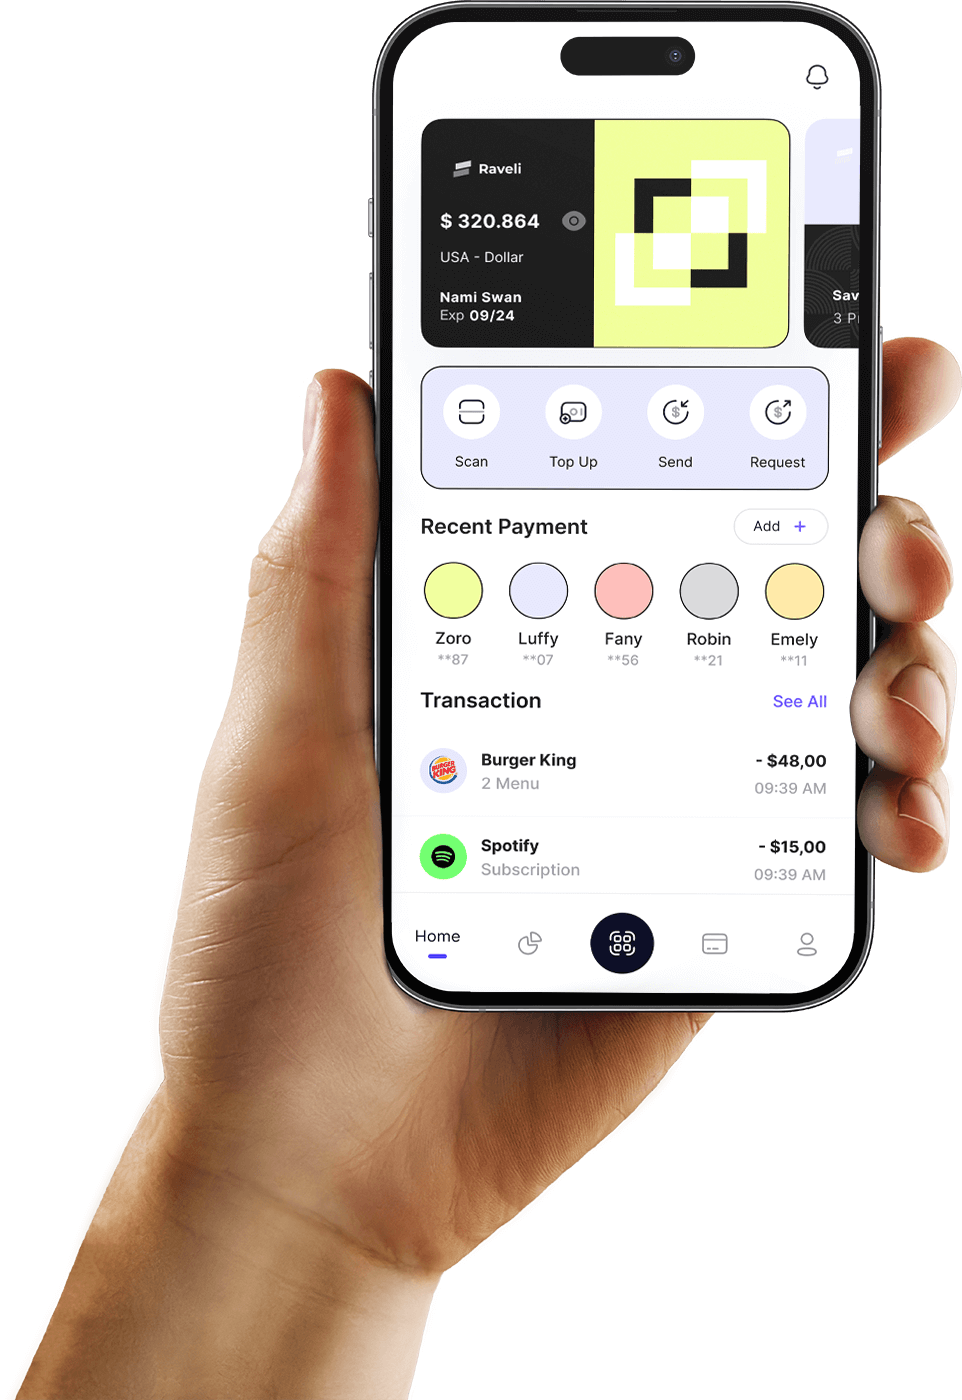 Raveli
$ 320.864
USA - Dollar
Nami Swan
Exp 09/24
Sav
3 P
Scan
Top Up
Send
Request
Recent Payment
Add +
Zoro
Luffy
Fany
Robin
Emely
**87
**07
**56
**21
**11
Transaction
See All
BURGER KING
Burger King
- $48,00
2 Menu
09:39 AM
Spotify
- $15,00
Subscription
09:39 AM
Home